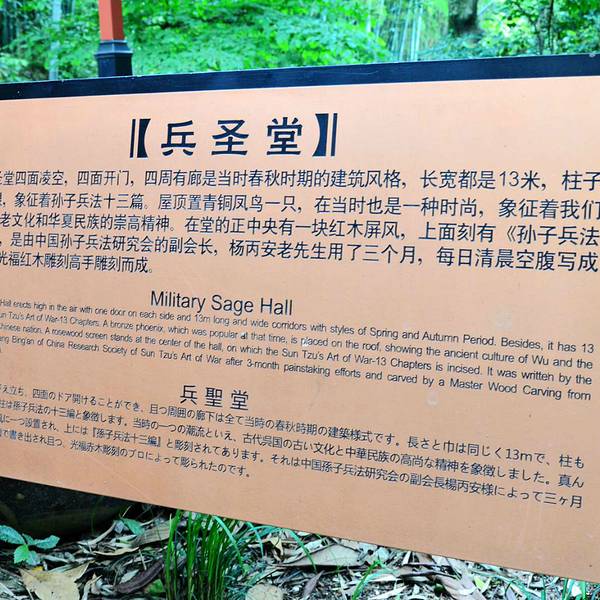 【兵圣堂】
圣堂四面凌空，四面开门，四周有廊是当时春秋时期的建筑风格，长宽都是13米，柱子
，象征着孙子兵法十三篇。屋顶置青铜凤鸟一只，在当时也是一种时尚，象征着我们
老文化和华夏民族的崇高精神。在堂的正中央有一块红木屏风，上面刻有《孙子兵法
，是由中国孙子兵法研究会的副会长，杨丙安老先生用了三个月，每日清晨空腹写成
光福红木雕刻高手雕刻而成。
Military Sage Hall
Hall erects high in the air with one door on each side and 13m long and wide corridors with styles of Spring and Autumn Period. Besides, it has 13
un Tzu's Art of War-13 Chapters. A bronze phoenix, which was popular at that time, is placed on the roof, showing the ancient culture of Wu and the
chinese nation. A rosewood screen stands at the center of the hall, on which the Sun Tzu's Art of War-13 Chapters is incised. It was written by the
ang Bing'an of China Research Society of Sun Tzu's Art of War after 3-month painstaking efforts and carved by a Master Wood Carving from
兵聖堂
え立ち、四面のドア開けることができ、且つ周囲の廊下は全て当時の春秋時期の建築様式です。長さと巾は同じく13mで、柱も
柱は孫子兵法の十三編と象徴します。当時の一つの潮流といえ、古代呉国の古い文化と中華民族の高尚な精神を象徴しました。真ん
風に一つ設置され、上には『孫子兵法十三編』と彫刻されてあります。それは中国孫子兵法研究会の副会長楊丙安様によって三ヶ月
で書き出され且つ、光福赤木彫刻のプロによって彫られたのです。